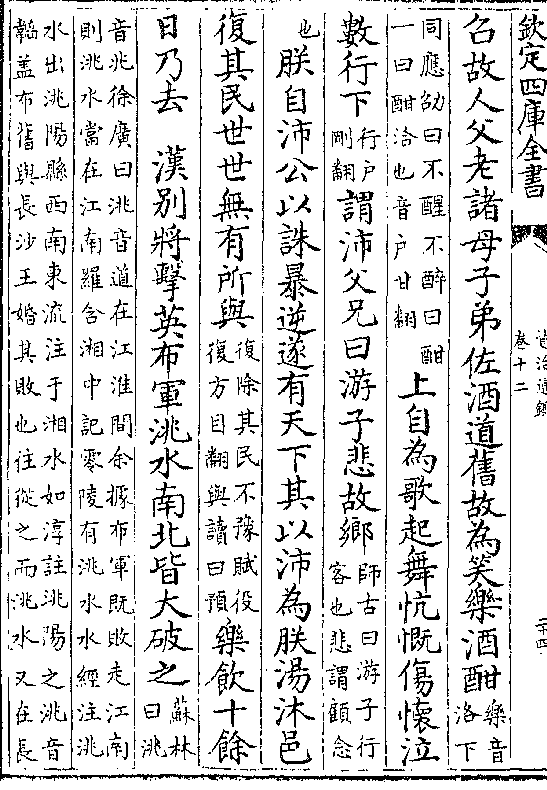 欽定四庫全書
資治通鑑
卷十二
二十四
召故人父老諸母子弟佐酒道舊故為笑樂酒酣樂音洛下
同應劭曰不醒不醉曰酣
一曰酣洽也音户甘翻上自為歌起舞忼慨傷懷泣
數行下行户剛翻謂沛父兄曰游子悲故鄉師古曰游子行客也悲謂顧念
也朕自沛公以誅暴逆遂有天下其以沛為朕湯沐邑
復其民世世無有所與復除其民不豫賦役復方目翻與讀曰預樂飲十餘
日乃去漢别將擊英布軍洮水南北皆大破之蘇林曰洮
音兆徐廣曰洮音道在江淮間余據布軍既敗走江南
則洮水當在江南羅含湘中記零陵有洮水水經注洮
水出洮陽縣西南東流注于湘水如淳註洮陽之洮音
韜盖布舊與長沙王婚其敗也往從之而洮水又在長